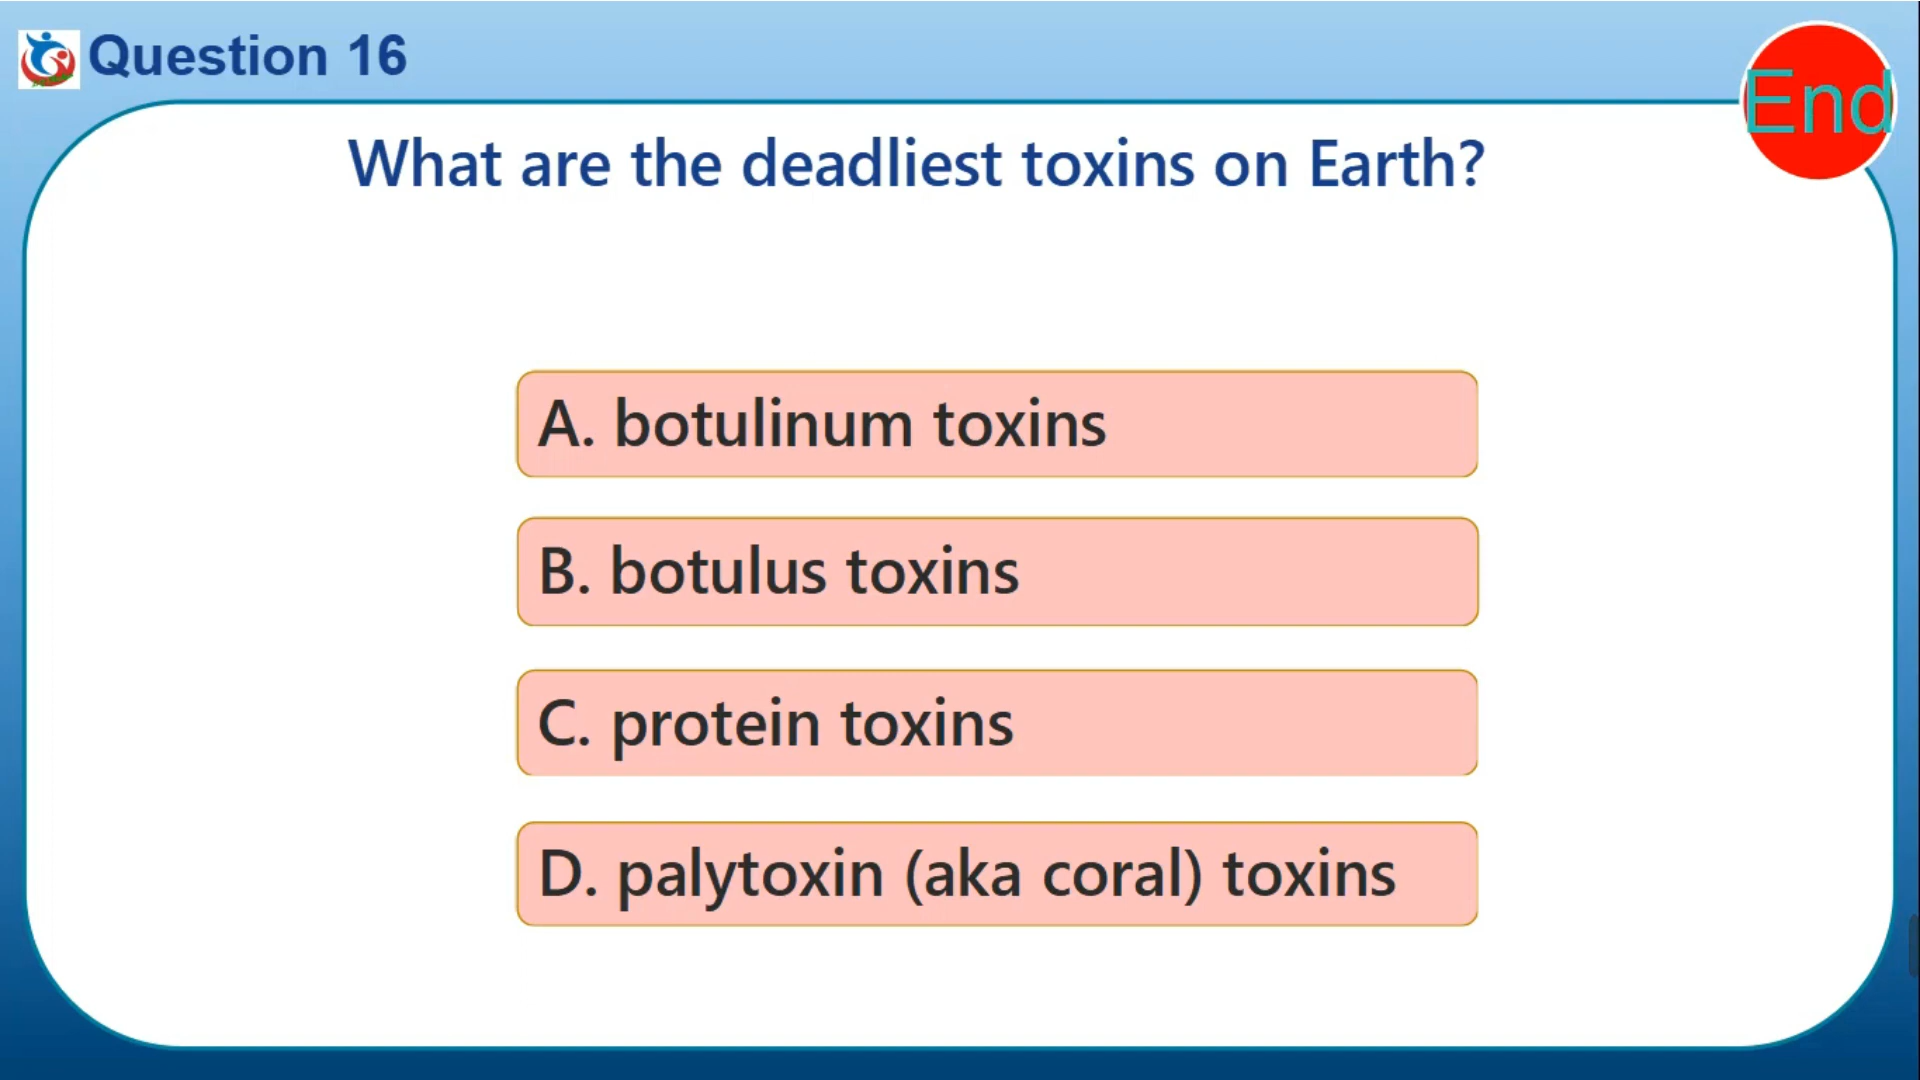 Question 16
End
What are the deadliest toxins on Earth?
A. botulinum toxins
B. botulus toxins
C. protein toxins
D. palytoxin (aka coral) toxins